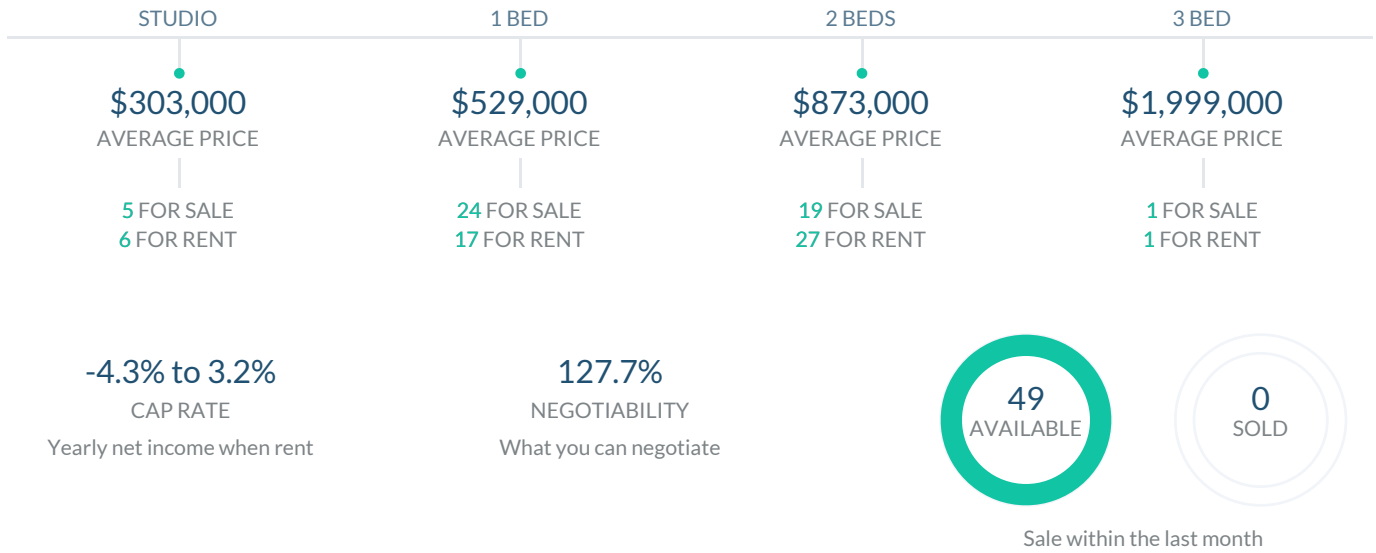 STUDIO
1 BED
2 BEDS
3 BED
$303,000
$529,000
$873,000
$1,999,000
AVERAGE PRICE
AVERAGE PRICE
AVERAGE PRICE
AVERAGE PRICE
5 FOR SALE
24 FOR SALE
19 FOR SALE
1 FOR SALE
6 FOR RENT
17 FOR RENT
27 FOR RENT
1 FOR RENT
-4.3% to 3.2%
CAP RATE
Yearly net income when rent
127.7%
NEGOTIABILITY
What you can negotiate
49
AVAILABLE
0
SOLD
Sale within the last month